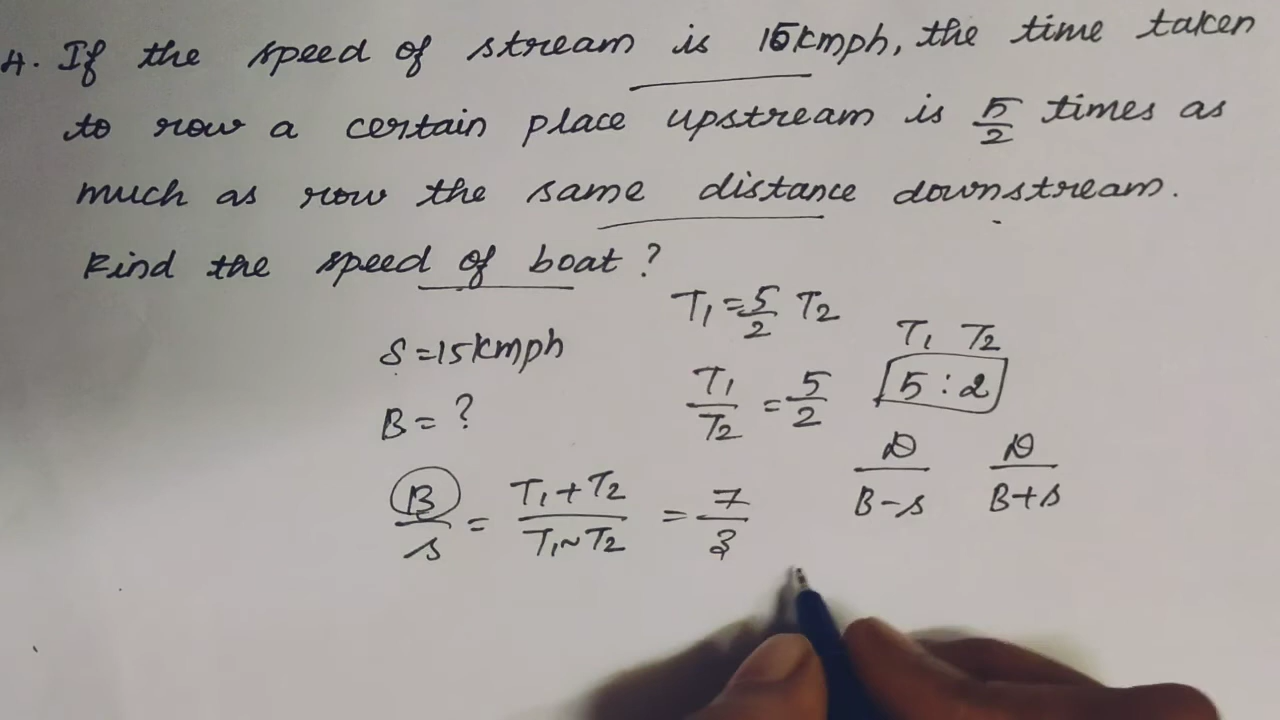 4. If the speed of stream is 15kmph, the time taken
to row a certain place upstream is 5/2 times as
much as row the same distance downstream.
Find the speed of boat?
S=15kmph
B=?
B/S = T1+T2/T1~T2 = 7/3
T1=5/2 T2
T1/T2 = 5/2
T1 T2
5:2
D/B-S D/B+S